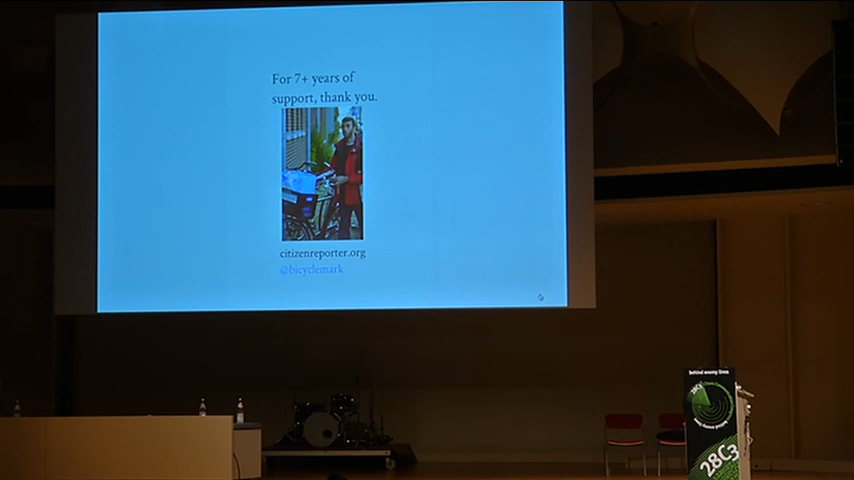 For 7+ years of
support, thank you.
citizenreporter.org
@bicyclemark
behind enemy lines
28C3